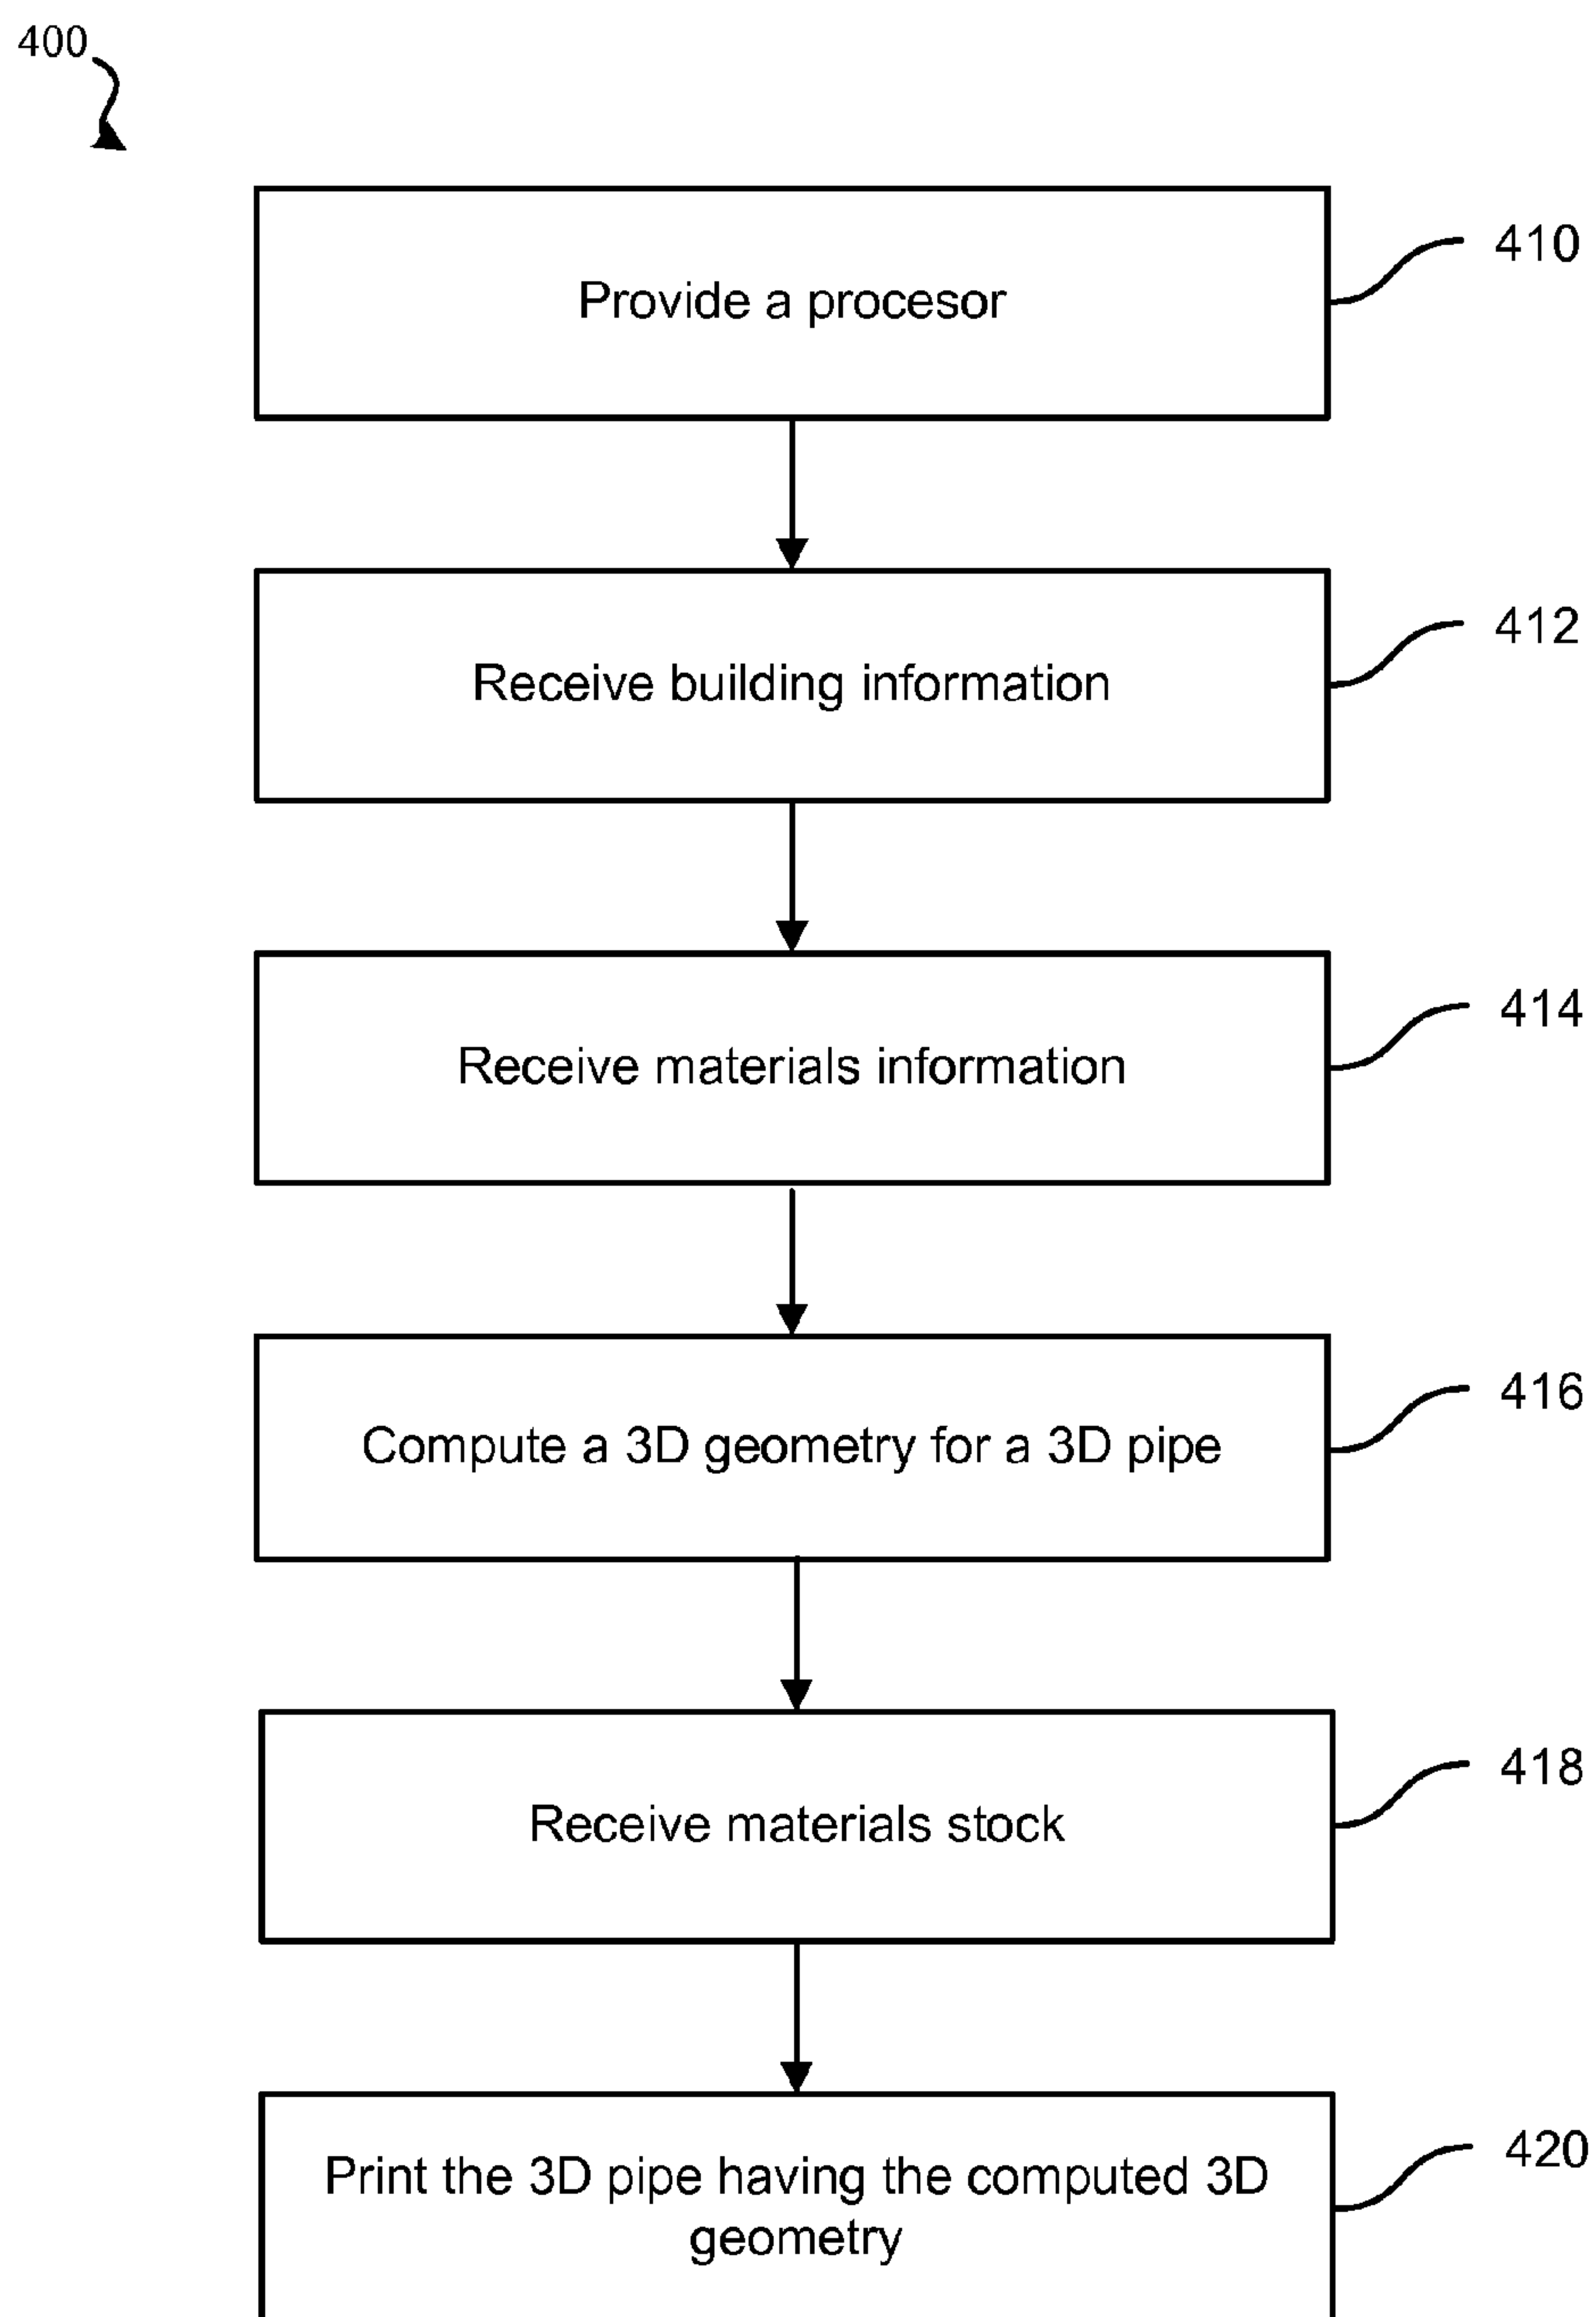 400
Provide a procesor
410
Receive building information
412
Receive materials information
414
Compute a 3D geometry for a 3D pipe
416
Receive materials stock
418
Print the 3D pipe having the computed 3D
geometry
420